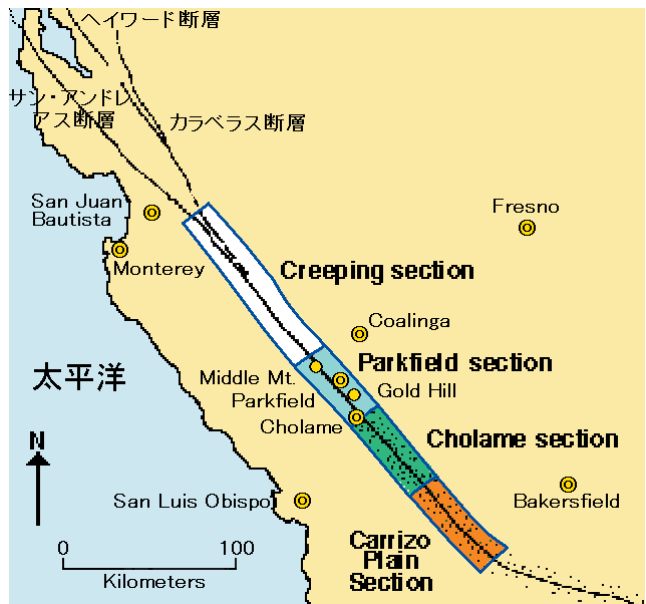 ヘイワード断層
サン・アンドレ
アス断層
カラベラス断層
San Juan
Bautista
Fresno
Monterey
Creeping section
Coalinga
太平洋
Parkfield section
Middle Mt.
Gold Hill
Parkfield
Cholame
Cholame section
N
San Luis Obispo
Bakersfield
0 100
Kilometers
Carrizo
Plain
Section